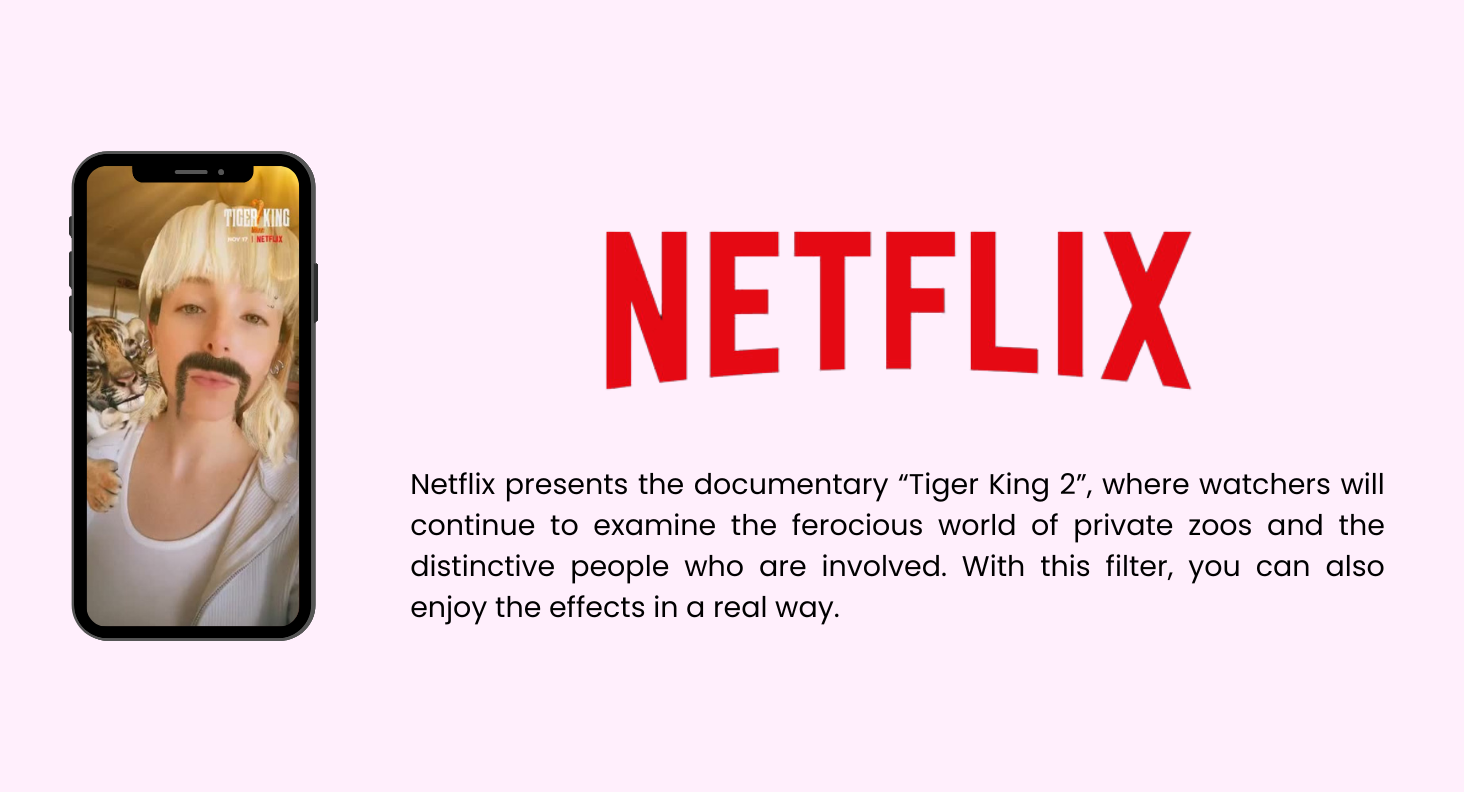 TIGER KING
2
NOV 17 | NETFLIX
NETFLIX
Netflix presents the documentary “Tiger King 2”, where watchers will
continue to examine the ferocious world of private zoos and the
distinctive people who are involved. With this filter, you can also
enjoy the effects in a real way.